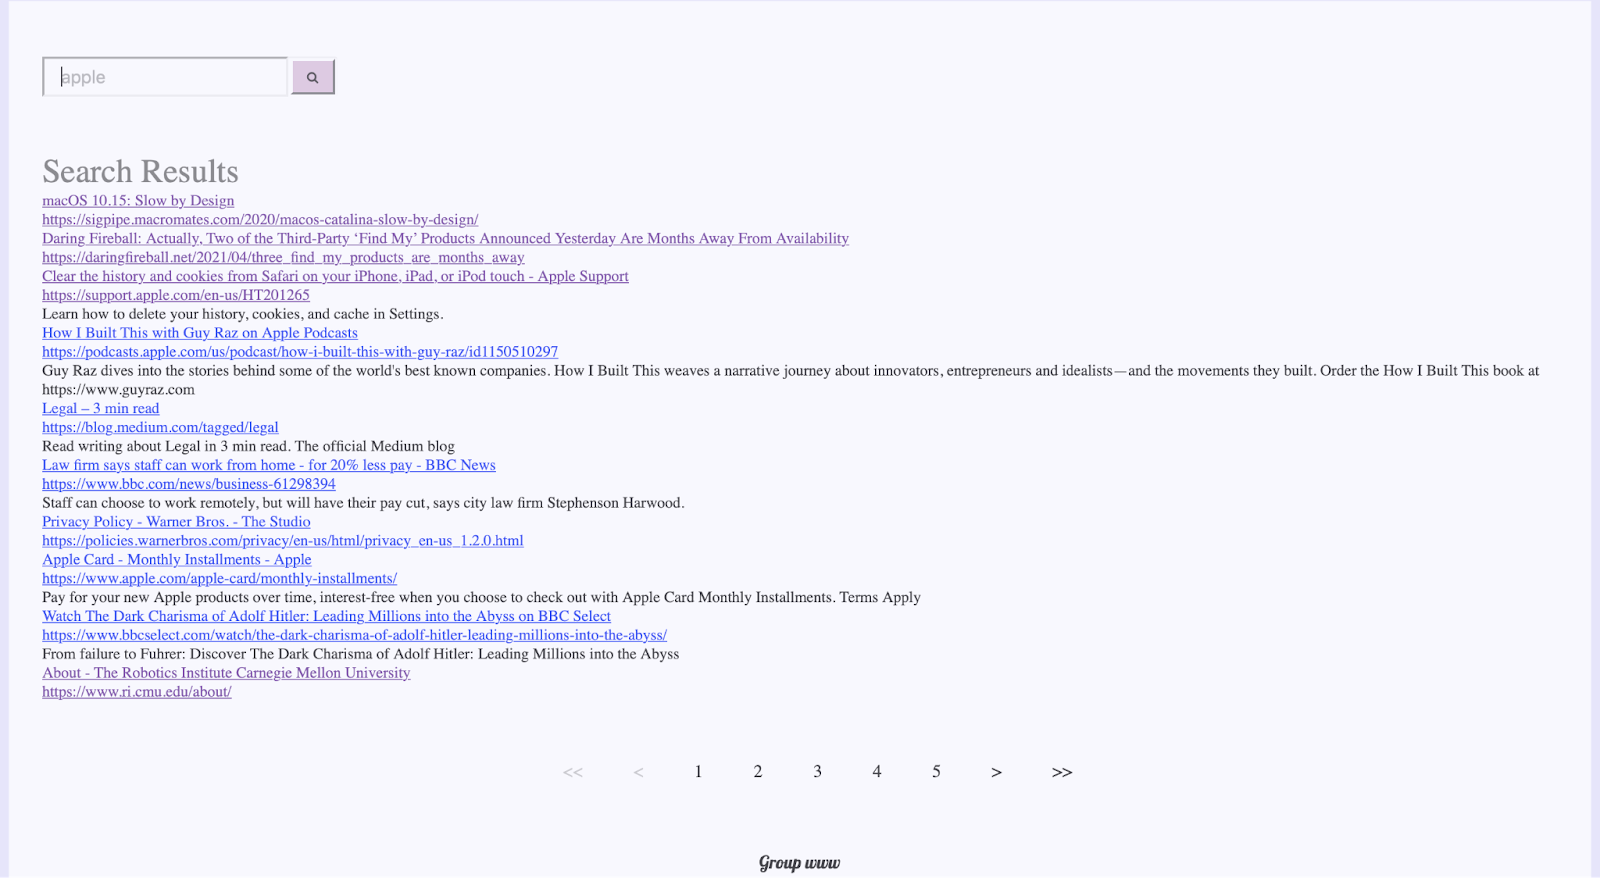 apple
Search Results
macOS 10.15: Slow by Design
https://sigpipe.macromates.com/2020/macos-catalina-slow-by-design/
Daring Fireball: Actually, Two of the Third-Party ‘Find My’ Products Announced Yesterday Are Months Away From Availability
https://daringfireball.net/2021/04/three_find_my_products_are_months_away
Clear the history and cookies from Safari on your iPhone, iPad, or iPod touch - Apple Support
https://support.apple.com/en-us/HT201265
Learn how to delete your history, cookies, and cache in Settings.
How I Built This with Guy Raz on Apple Podcasts
https://podcasts.apple.com/us/podcast/how-i-built-this-with-guy-raz/id1150510297
Guy Raz dives into the stories behind some of the world's best known companies. How I Built This weaves a narrative journey about innovators, entrepreneurs and idealists—and the movements they built. Order the How I Built This book at
https://www.guyraz.com
Legal – 3 min read
https://blog.medium.com/tagged/legal
Read writing about Legal in 3 min read. The official Medium blog
Law firm says staff can work from home - for 20% less pay - BBC News
https://www.bbc.com/news/business-61298394
Staff can choose to work remotely, but will have their pay cut, says city law firm Stephenson Harwood.
Privacy Policy - Warner Bros. - The Studio
https://policies.warnerbros.com/privacy/en-us/html/privacy_en-us_1.2.0.html
Apple Card - Monthly Installments - Apple
https://www.apple.com/apple-card/monthly-installments/
Pay for your new Apple products over time, interest-free when you choose to check out with Apple Card Monthly Installments. Terms Apply
Watch The Dark Charisma of Adolf Hitler: Leading Millions into the Abyss on BBC Select
https://www.bbcselect.com/watch/the-dark-charisma-of-adolf-hitler-leading-millions-into-the-abyss/
From failure to Fuhrer: Discover The Dark Charisma of Adolf Hitler: Leading Millions into the Abyss
About - The Robotics Institute Carnegie Mellon University
https://www.ri.cmu.edu/about/
<< < 1 2 3 4 5 > >>
Group www